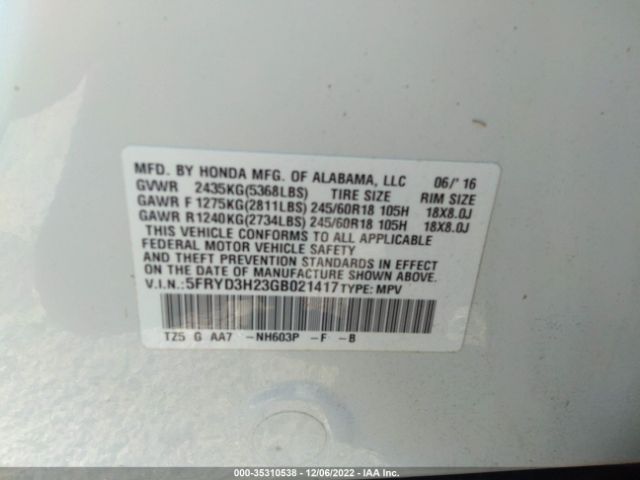 MFD. BY HONDA MFG. OF ALABAMA, LLC 06/'16
GVWR 2435KG(5368LBS) TIRE SIZE RIM SIZE
GAWR F 1275KG(2811LBS) 245/60R18 105H 18X8.0J
GAWR R 1240KG(2734LBS) 245/60R18 105H 18X8.0J
THIS VEHICLE CONFORMS TO ALL APPLICABLE
FEDERAL MOTOR VEHICLE SAFETY
AND THEFT PREVENTION STANDARDS IN EFFECT
ON THE DATE OF MANUFACTURE SHOWN ABOVE.
V.I.N.: 5FRYD3H23GB021417 TYPE: MPV
TZ5 G AA7 -NH603P -F -B
000-35310538 - 12/06/2022 - IAA Inc.